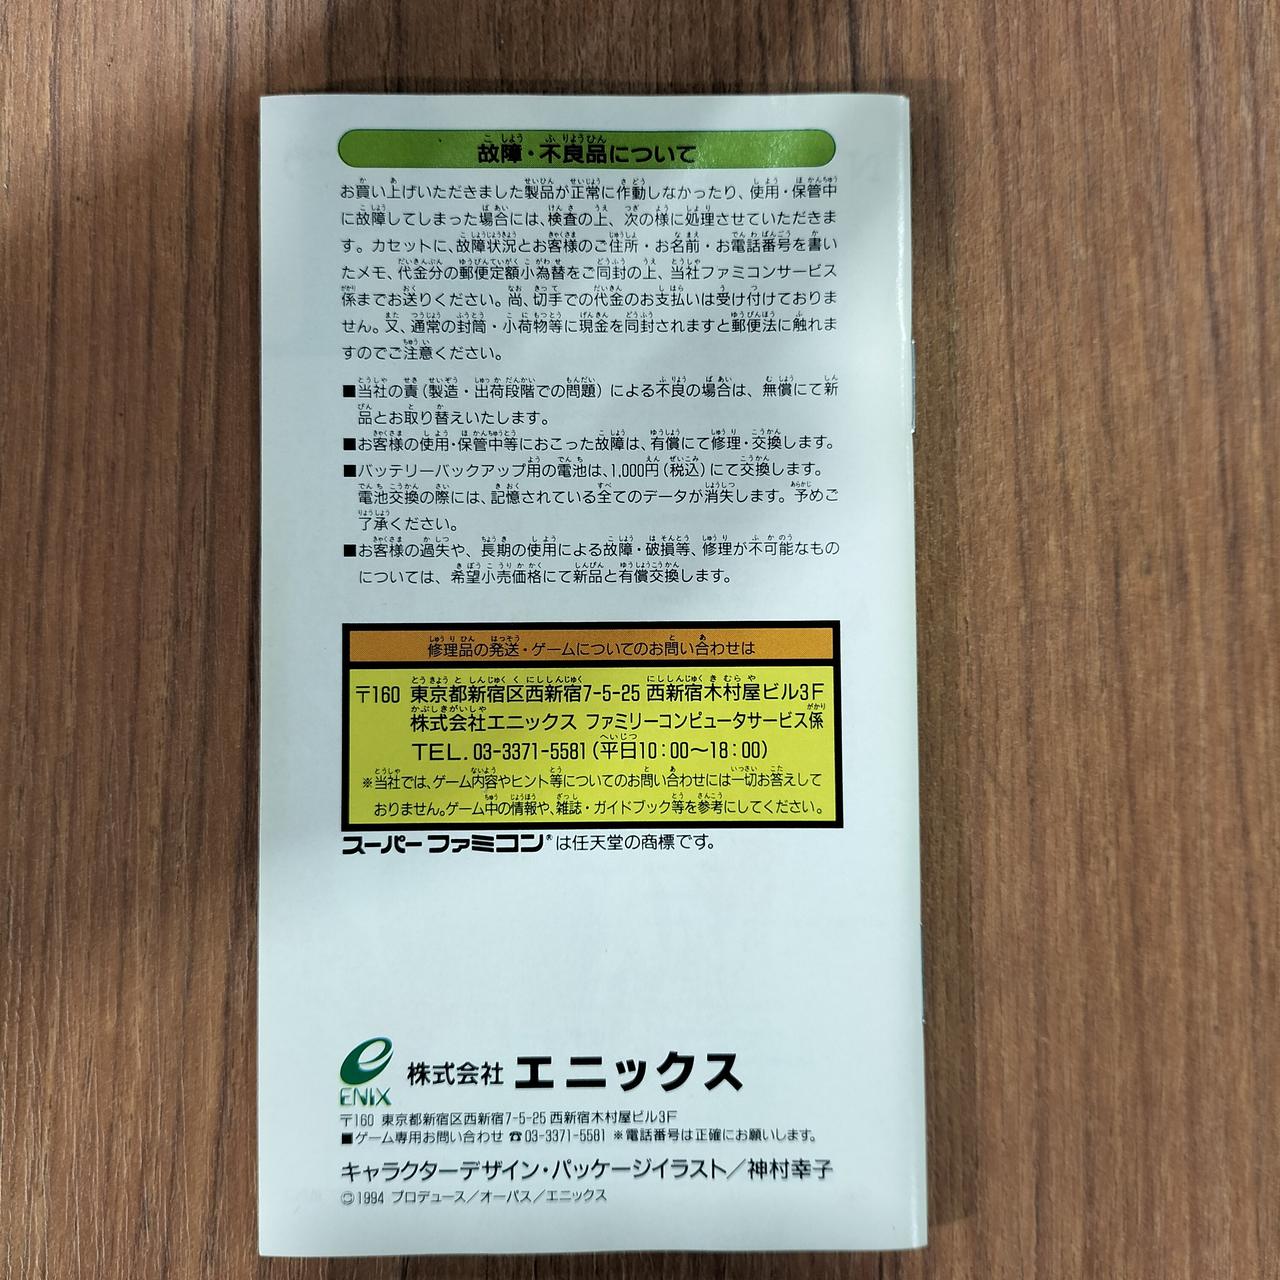 故障・不良品について
お買い上げいただきました製品が正常に作動しなかったり、使用・保管中
に故障してしまった場合には、検査の上、次の様に処理させていただきま
す。カセットに、故障状況とお客様のご住所・お名前・お電話番号を書い
たメモ、代金分の郵便定額小為替をご同封の上、当社ファミコンサービス
係までお送りください。尚、切手での代金のお支払いは受け付けておりま
せん。又、通常の封筒・小荷物等に現金を同封されますと郵便法に触れま
すのでご注意ください。
■当社の責(製造・出荷段階での問題)による不良の場合は、無償にて新
品とお取り替えいたします。
■お客様の使用・保管中等におこった故障は、有償にて修理・交換します。
■バッテリーバックアップ用の電池は、1,000円(税込)にて交換します。
電池交換の際には、記憶されている全てのデータが消失します。予めご
了承ください。
■お客様の過失や、長期の使用による故障・破損等、修理が不可能なもの
については、希望小売価格にて新品と有償交換します。
修理品の発送・ゲームについてのお問い合わせは
〒160 東京都新宿区西新宿7-5-25 西新宿木村屋ビル3F
株式会社エニックス ファミリーコンピュータサービス係
TEL. 03-3371-5581(平日10:00〜18:00)
※当社では、ゲーム内容やヒント等についてのお問い合わせには一切お答えして
おりません。ゲーム中の情報や、雑誌・ガイドブック等を参考にしてください。
スーパーファミコン®は任天堂の商標です。
ENIX 株式会社 エニックス
〒160 東京都新宿区西新宿7-5-25 西新宿木村屋ビル3F
■ゲーム専用お問い合わせ ☎03-3371-5581 ※電話番号は正確にお願いします。
キャラクターデザイン・パッケージイラスト／神村幸子
©1994 プロデュース／オーパス／エニックス